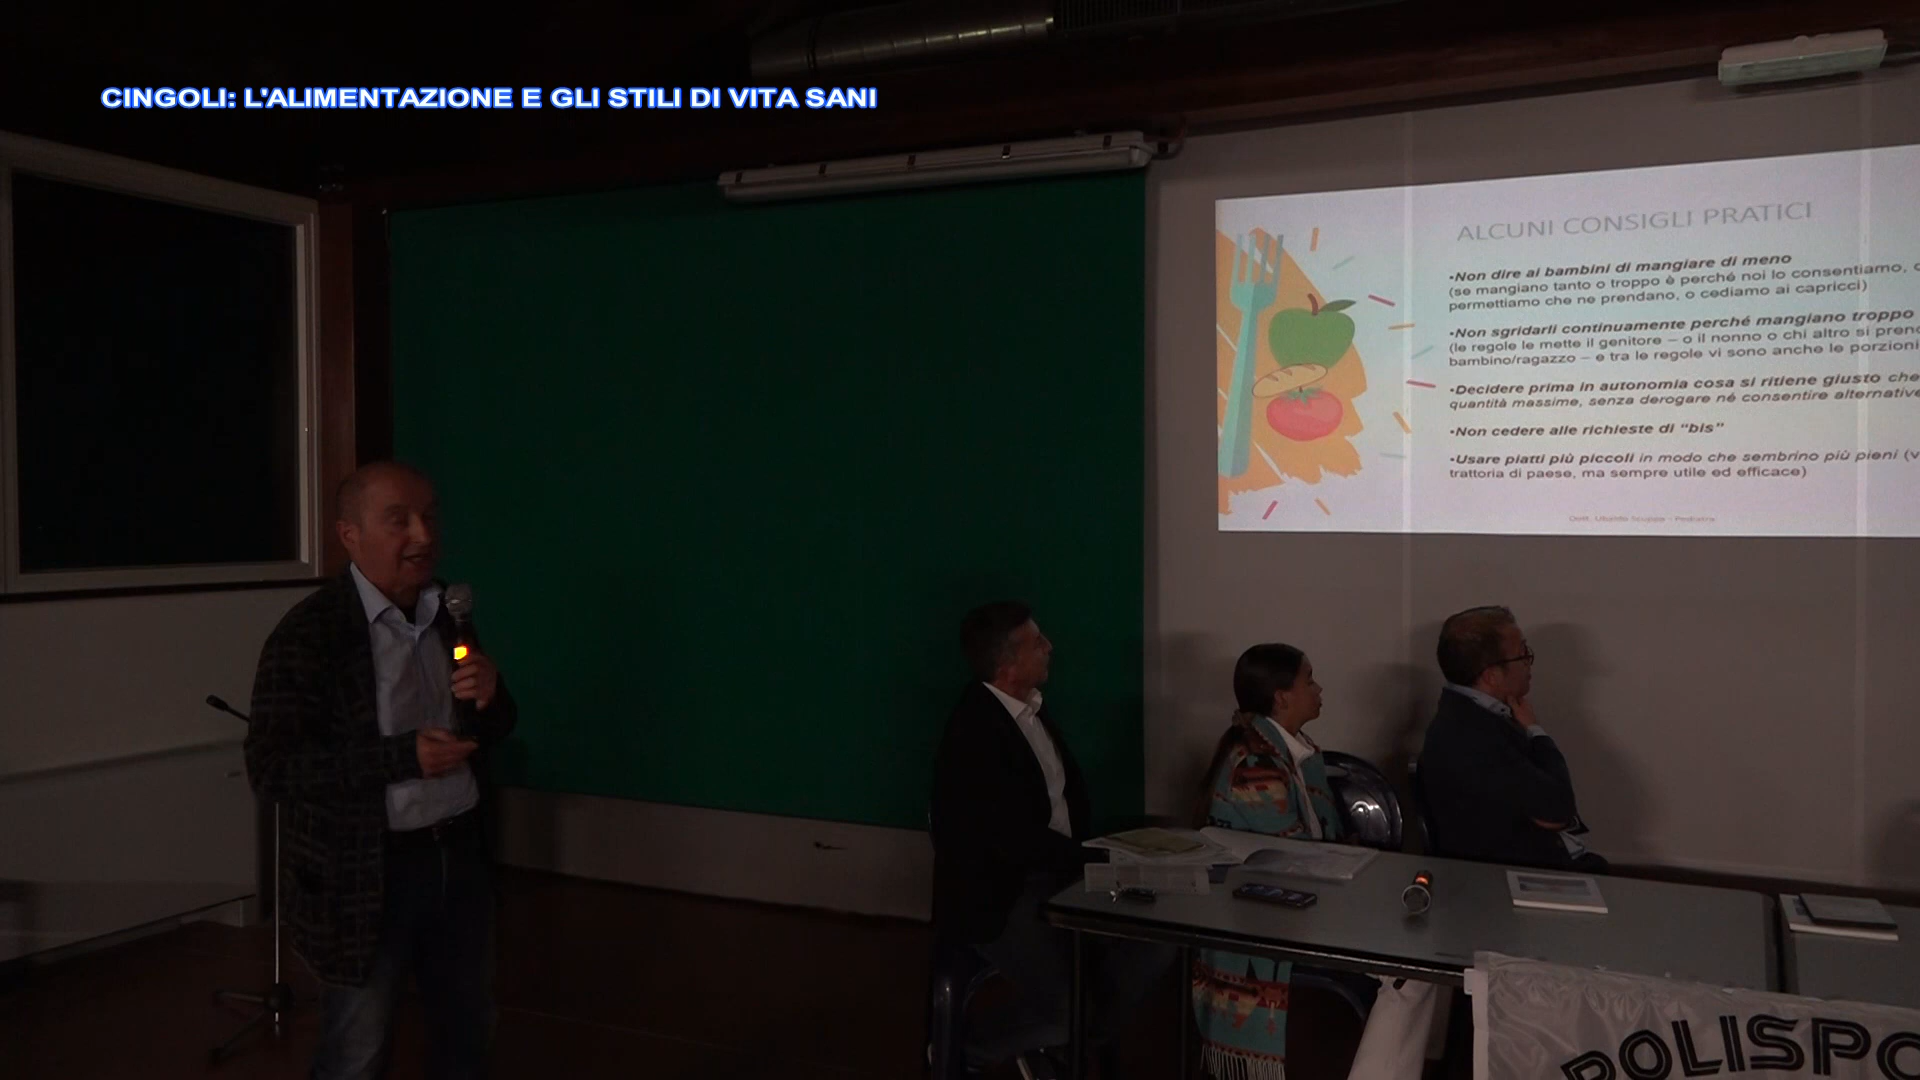 CINGOLI: L'ALIMENTAZIONE E GLI STILI DI VITA SANI
ALCUNI CONSIGLI PRATICI
•Non dire ai bambini di mangiare di meno
(se mangiano tanto o troppo è perché noi lo consentiamo,
permettiamo che ne prendano, o cediamo ai capricci)
•Non sgridarli continuamente perché mangiano troppo
(le regole le mette il genitore – o il nonno o chi altro si
bambino/ragazzo – e tra le regole vi sono anche le porzioni
•Decidere prima in autonomia cosa si ritiene giusto che
quantità massime, senza derogare né consentire alternative
•Non cedere alle richieste di “bis”
•Usare piatti più piccoli in modo che sembrino più pieni
trattoria di paese, ma sempre utile ed efficace)
Pediatra
POLISPO